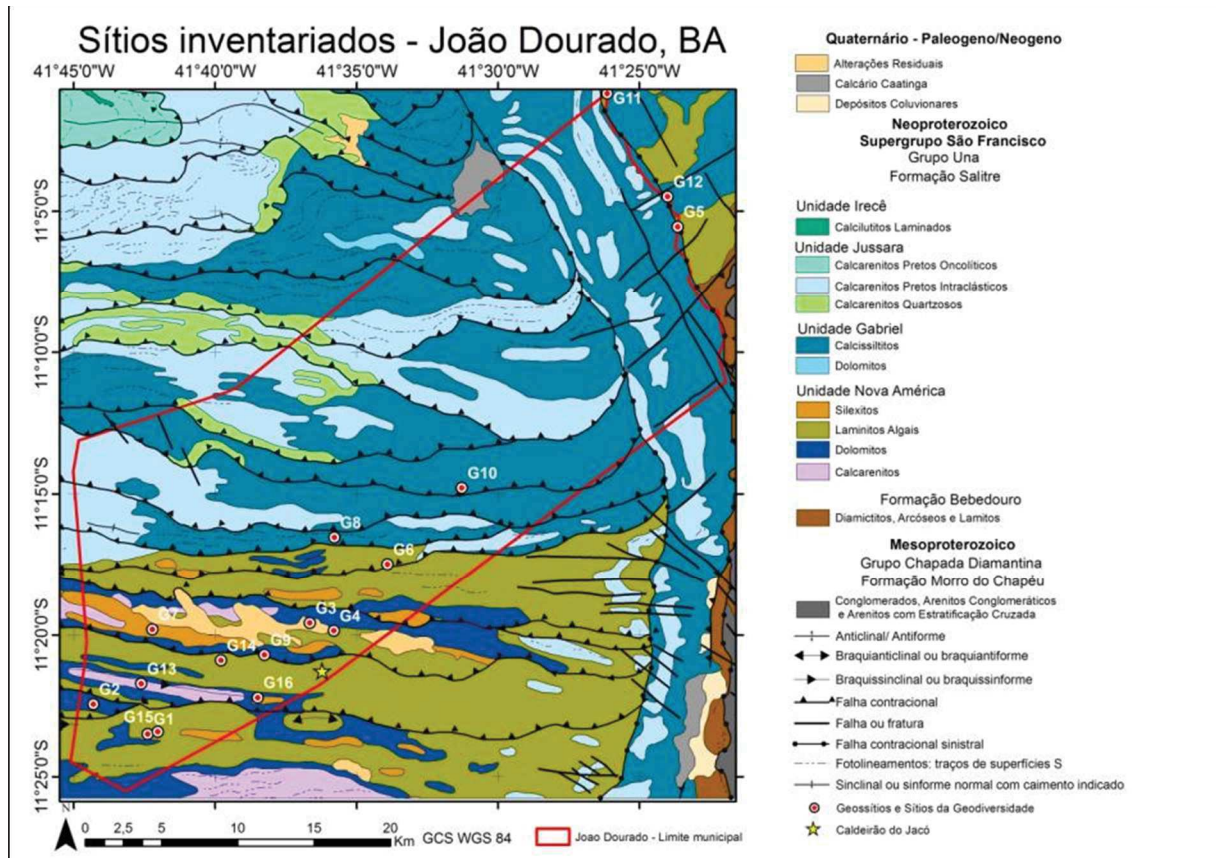 Sítios inventariados - João Dourado, BA
41°45'0"W 41°40'0"W 41°35'0"W 41°30'0"W 41°25'0"W
11°5'0"S
11°10'0"S
11°15'0"S
11°20'0"S
11°25'0"S
G11
G12
G5
G10
G8
G6
G3
G4
G7
G14
G9
G13
G16
G2
G15
G1
N
0 2,5 5 10 15 20
Km
GCS WGS 84
Joao Dourado - Limite municipal
Quaternário - Paleogeno/Neogeno
Alterações Residuais
Calcário Caatinga
Depósitos Coluvionares
Neoproterozoico
Supergrupo São Francisco
Grupo Una
Formação Salitre
Unidade Irecê
Calcilutitos Laminados
Unidade Jussara
Calcarenitos Pretos Oncolíticos
Calcarenitos Pretos Intraclásticos
Calcarenitos Quartzosos
Unidade Gabriel
Calcissiltitos
Dolomitos
Unidade Nova América
Silexitos
Laminitos Algais
Dolomitos
Calcarenitos
Formação Bebedouro
Diamictitos, Arcóseos e Lamitos
Mesoproterozoico
Grupo Chapada Diamantina
Formação Morro do Chapéu
Conglomerados, Arenitos Conglomeráticos
e Arenitos com Estratificação Cruzada
Anticlinal/ Antiforme
Braquianticlinal ou braquiantiforme
Braquissinclinal ou braquissinforme
Falha contracional
Falha ou fratura
Falha contracional sinistral
Fotolineamentos: traços de superfícies S
Sinclinal ou sinforme normal com caimento indicado
Geossítios e Sítios da Geodiversidade
Caldeirão do Jacó